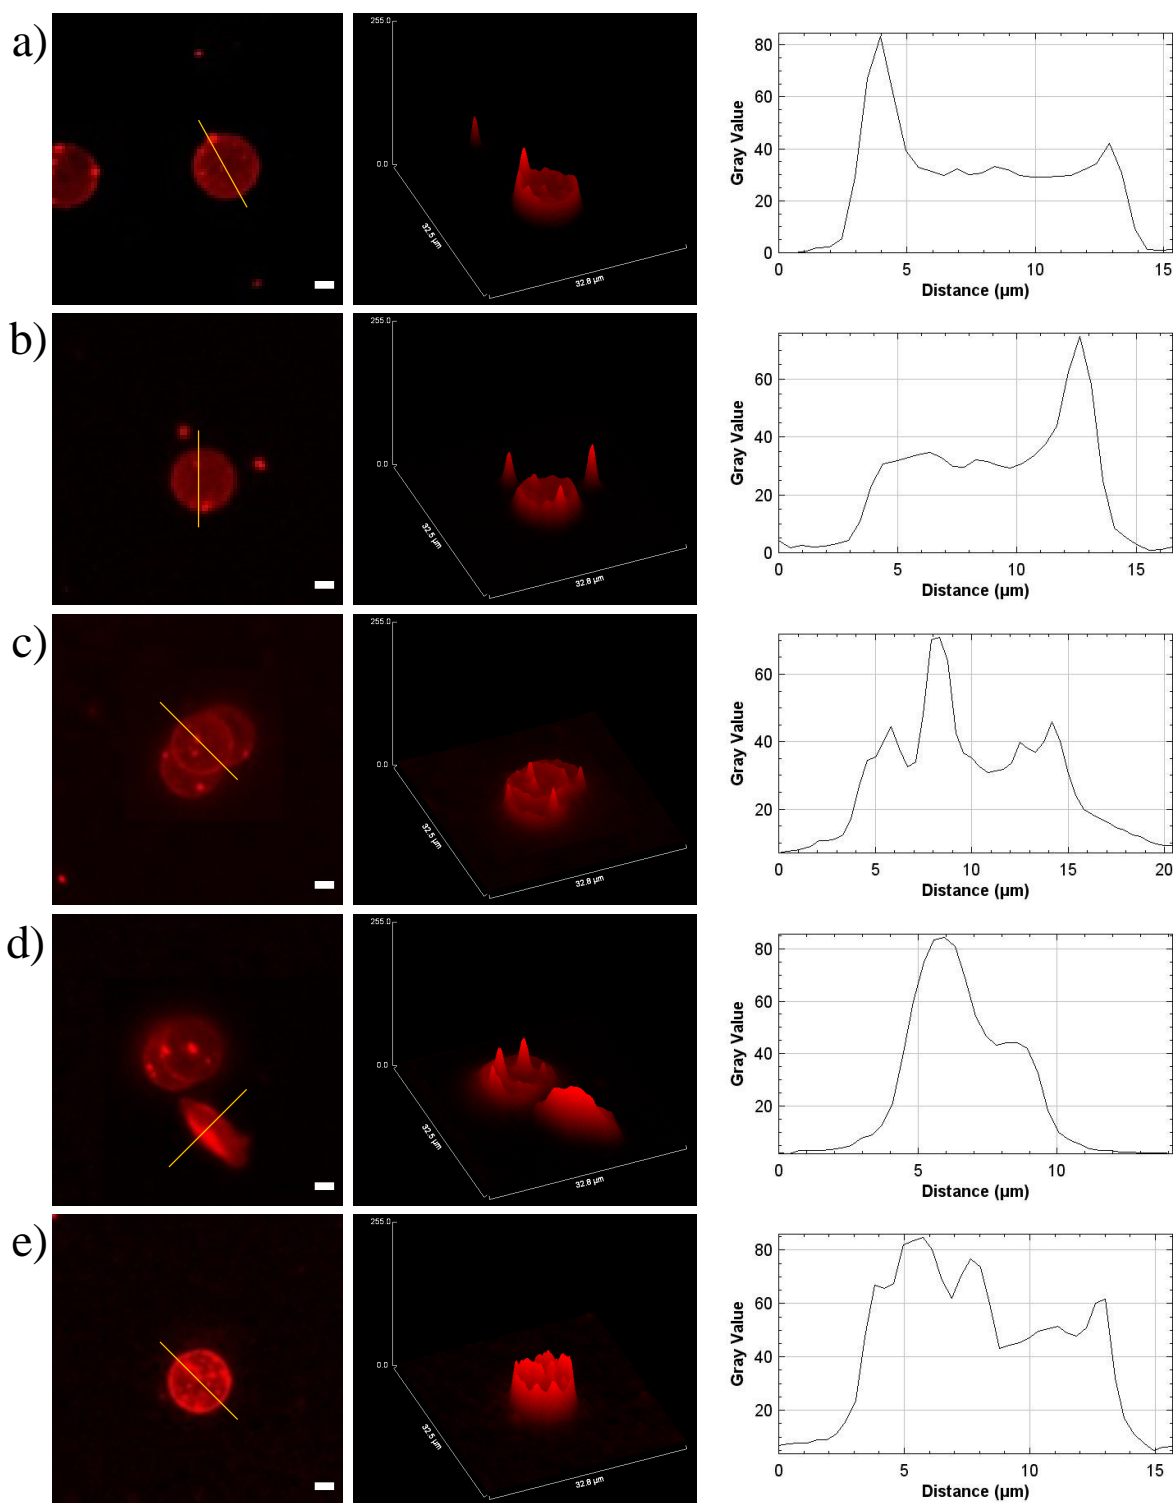 a)
255.0
0.0
32.5 µm
32.8 µm
80
60
40
20
0
Gray Value
0 5 10 15
Distance (µm)
b)
255.0
0.0
32.5 µm
32.8 µm
60
40
20
0
Gray Value
0 5 10 15
Distance (µm)
c)
255.0
0.0
32.5 µm
32.8 µm
60
40
20
Gray Value
0 5 10 15 20
Distance (µm)
d)
255.0
0.0
32.5 µm
32.8 µm
80
60
40
20
Gray Value
0 5 10
Distance (µm)
e)
255.0
0.0
32.5 µm
32.8 µm
80
60
40
20
Gray Value
0 5 10 15
Distance (µm)